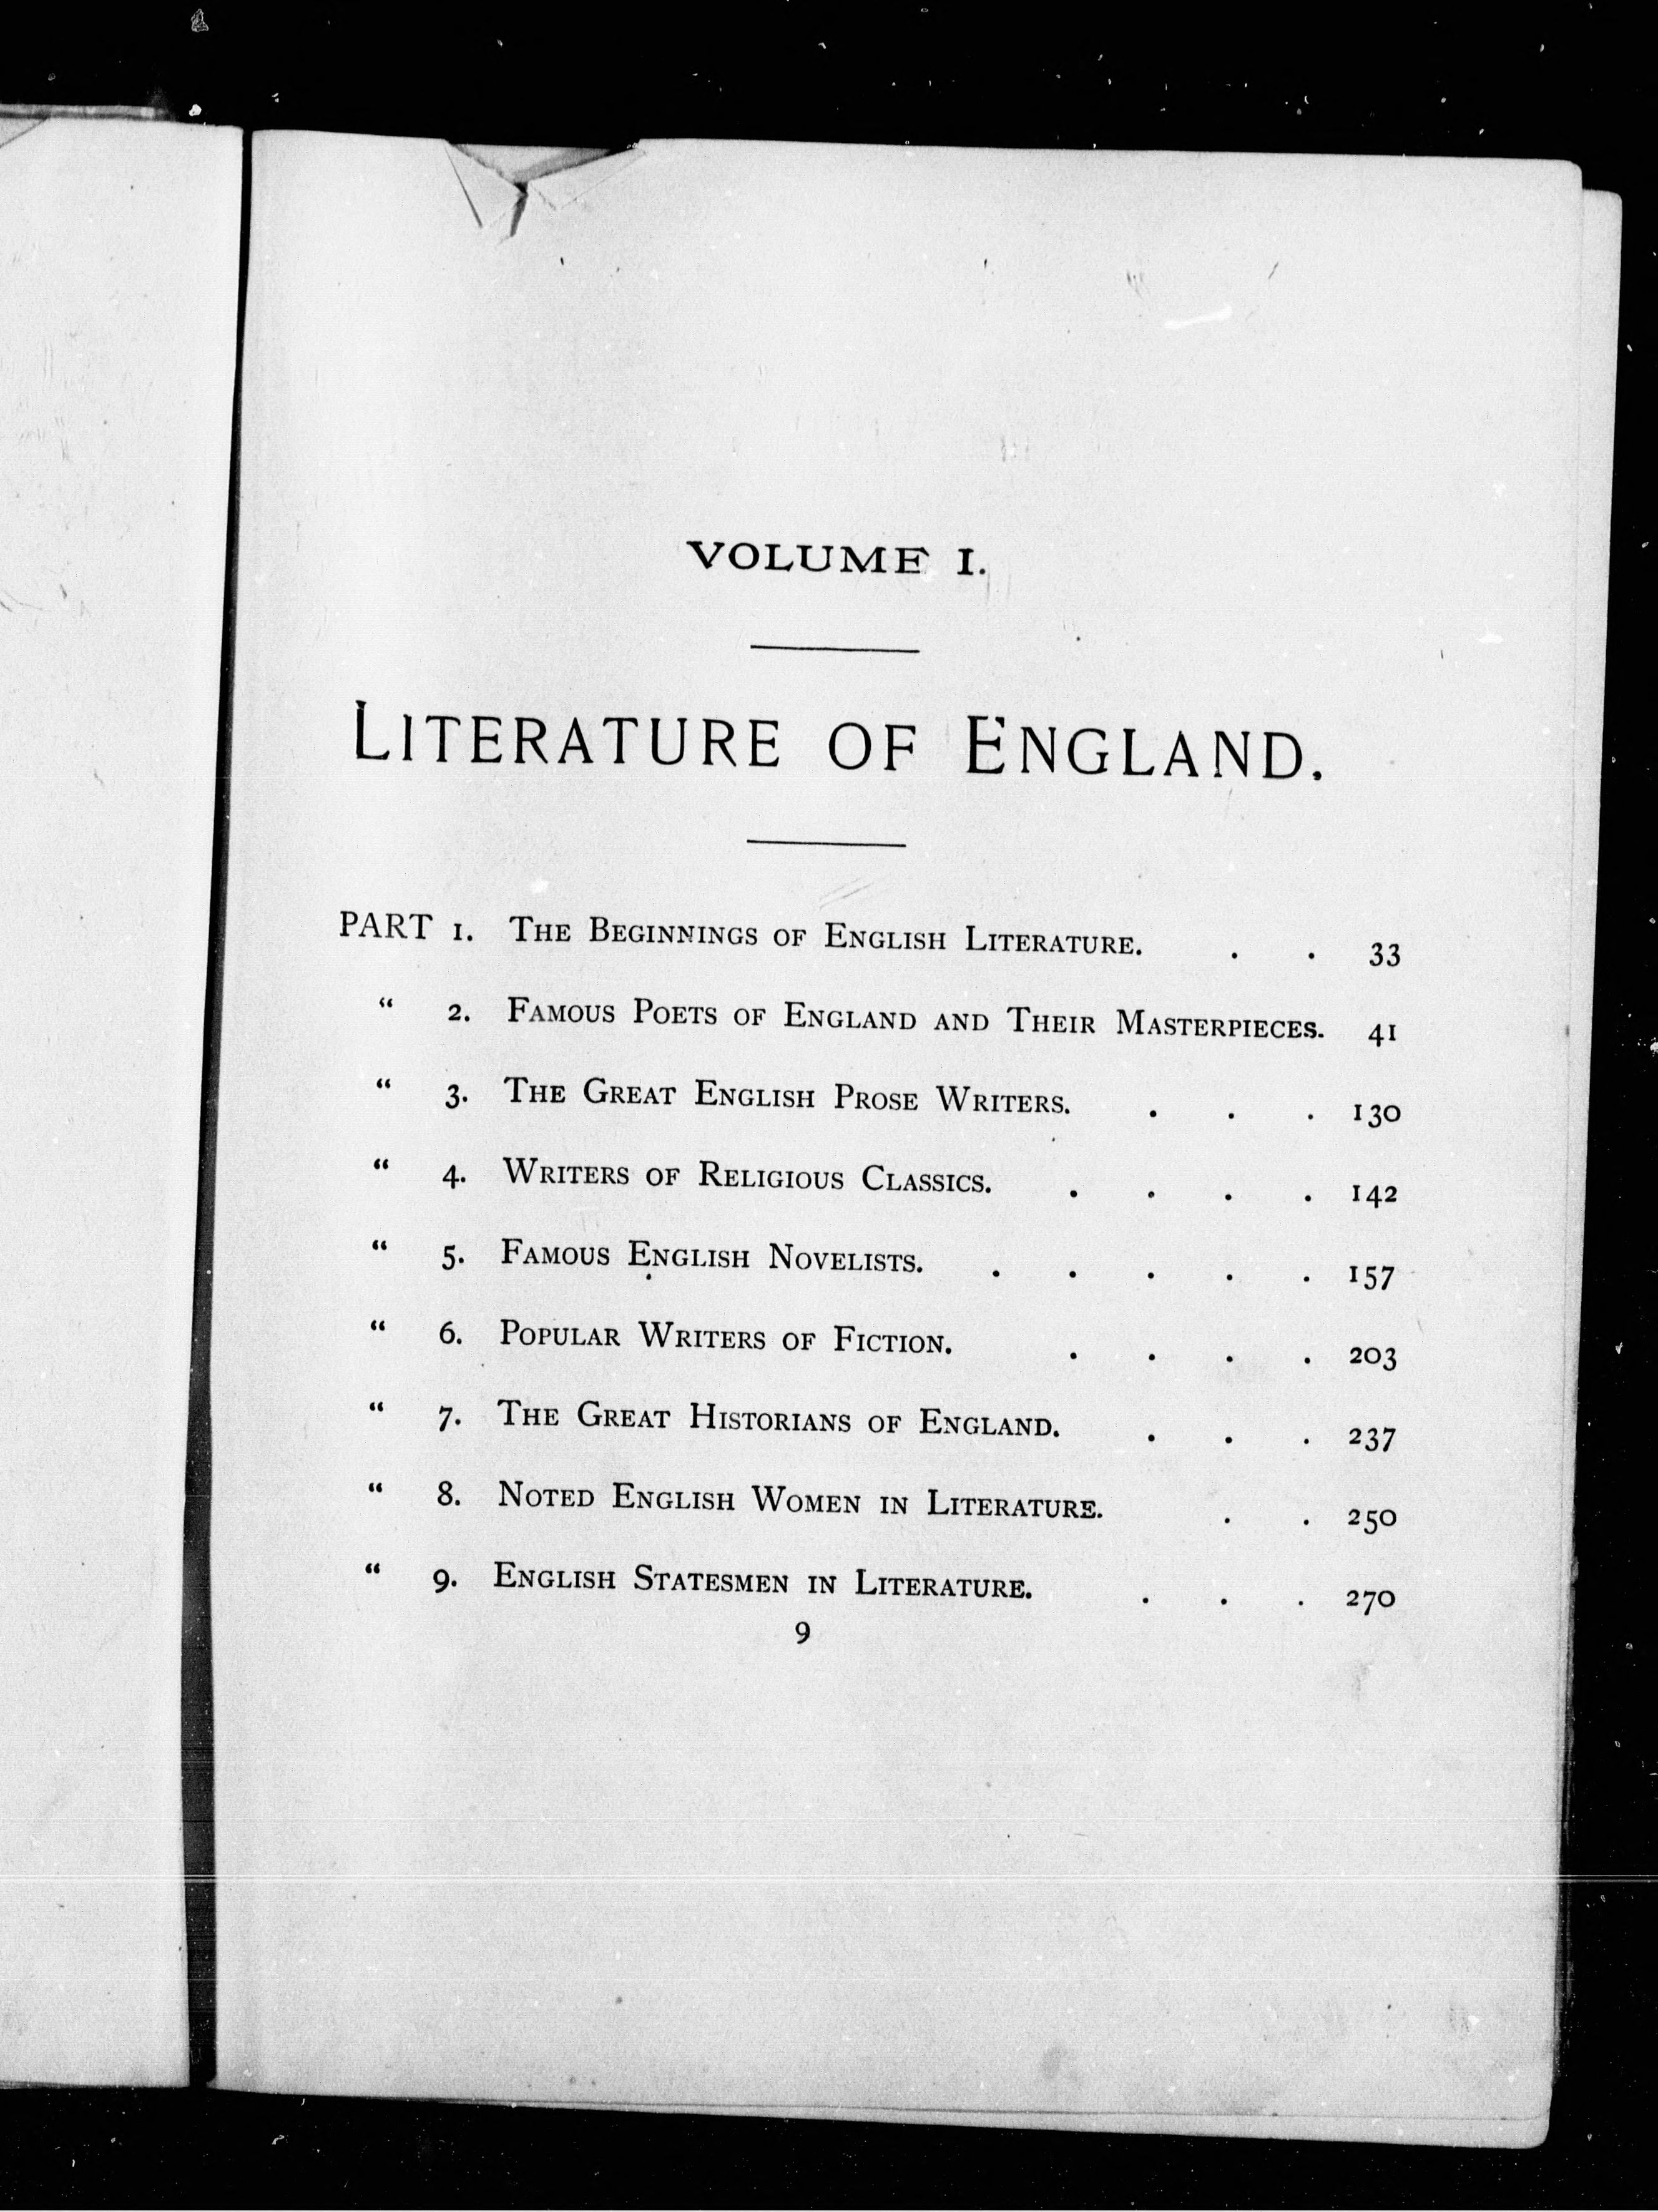 VOLUME I.
LITERATURE OF ENGLAND.
PART 1. THE BEGINNINGS OF ENGLISH LITERATURE. . . 33
“ 2. FAMOUS POETS OF ENGLAND AND THEIR MASTERPIECES. 41
“ 3. THE GREAT ENGLISH PROSE WRITERS. . . . 130
“ 4. WRITERS OF RELIGIOUS CLASSICS. . . . . 142
“ 5. FAMOUS ENGLISH NOVELISTS. . . . . . 157
“ 6. POPULAR WRITERS OF FICTION. . . . . 203
“ 7. THE GREAT HISTORIANS OF ENGLAND. . . . 237
“ 8. NOTED ENGLISH WOMEN IN LITERATURE. . . 250
“ 9. ENGLISH STATESMEN IN LITERATURE. . . . 270
9